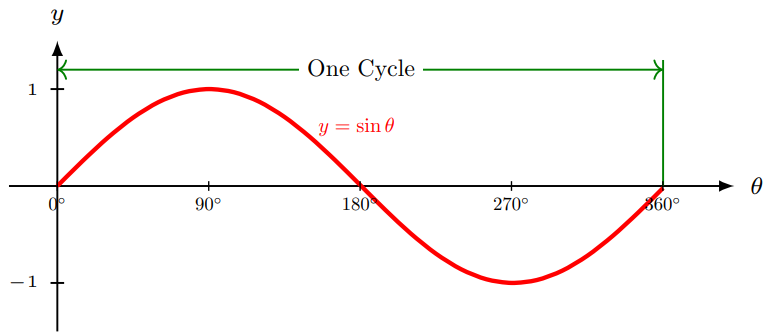 y
One Cycle
1
y = sin θ
θ
0° 90° 180° 270° 360°
−1